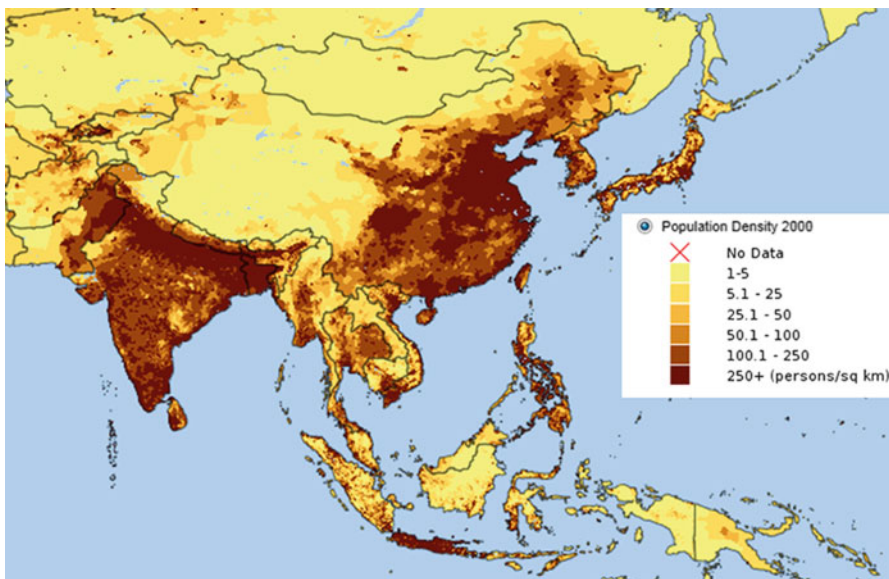 Population Density 2000
No Data
1-5
5.1 - 25
25.1 - 50
50.1 - 100
100.1 - 250
250+ (persons/sq km)